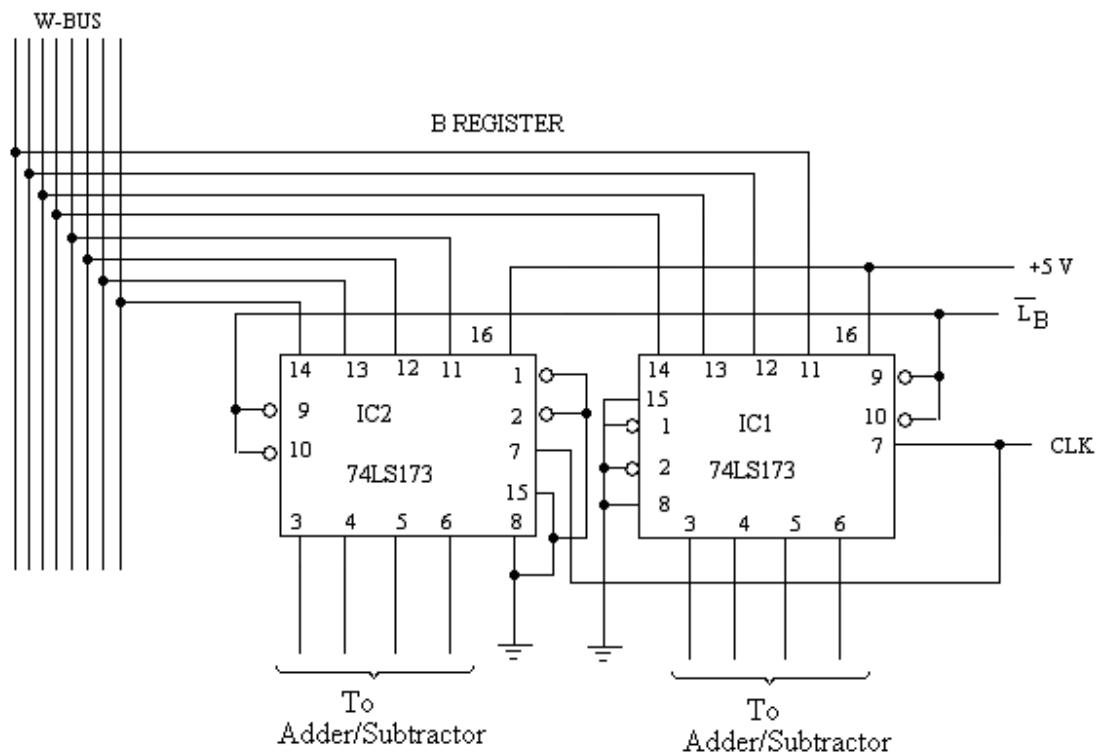 W-BUS
B REGISTER
+5 V
L̅B
16
16
14 13 12 11 1
9 IC2 2
10 7
74LS173 15
3 4 5 6 8
14 13 12 11 9
15
1 IC1 10
7 CLK
2 74LS173
8
3 4 5 6
To
Adder/Subtractor
To
Adder/Subtractor